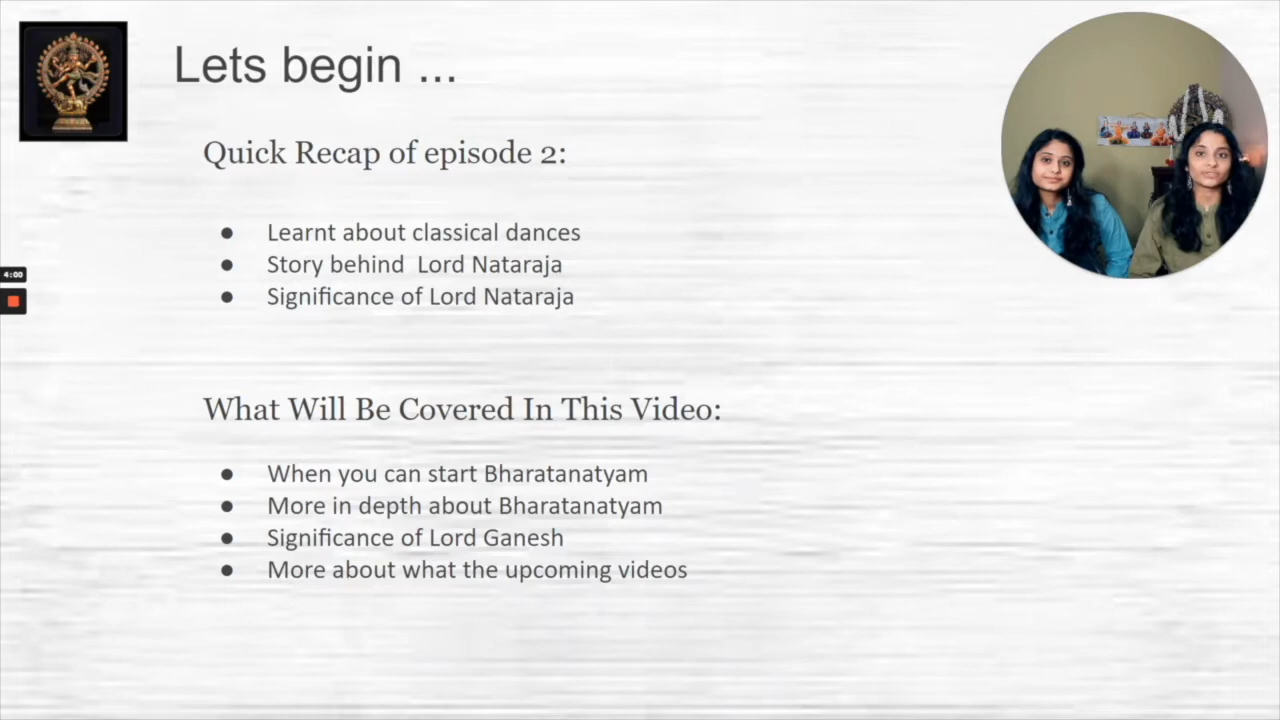 Lets begin ...
Quick Recap of episode 2:
● Learnt about classical dances
● Story behind  Lord Nataraja
● Significance of Lord Nataraja
4:00
What Will Be Covered In This Video:
● When you can start Bharatanatyam
● More in depth about Bharatanatyam
● Significance of Lord Ganesh
● More about what the upcoming videos